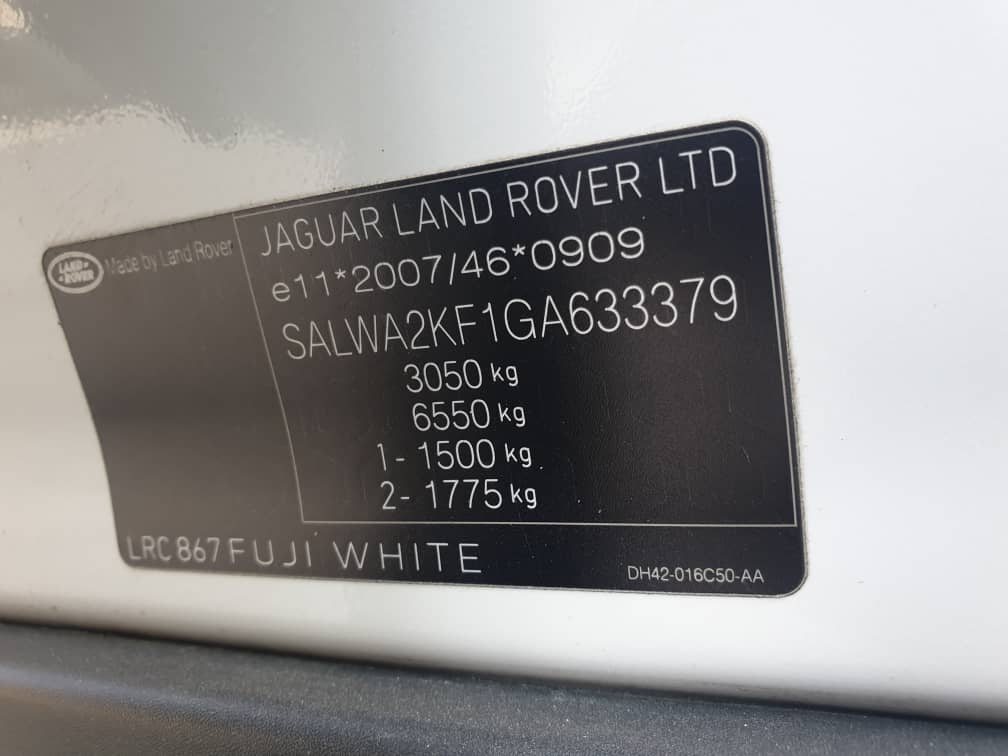 LAND-
-ROVER
Made by Land Rover
JAGUAR LAND ROVER LTD
e11*2007/46*0909
SALWA2KF1GA633379
3050 kg
6550 kg
1- 1500 kg
2- 1775 kg
LRC 867 FUJI WHITE
DH42-016C50-AA